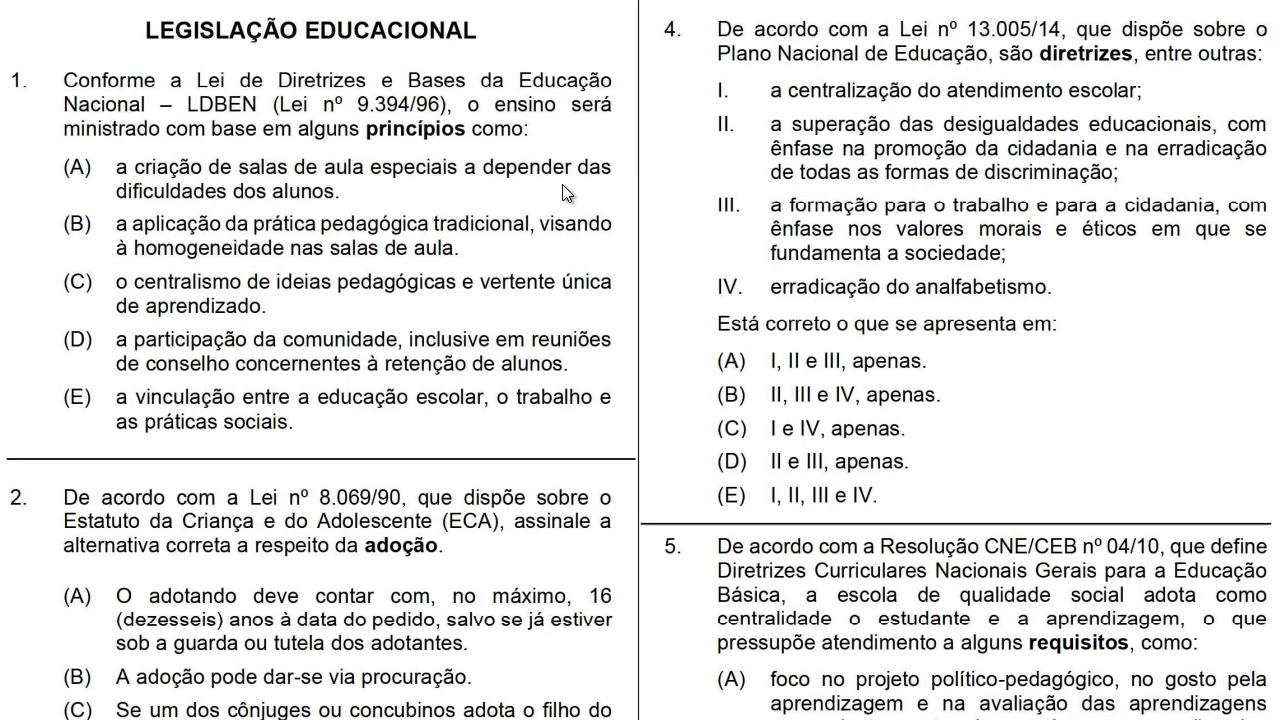 LEGISLAÇÃO EDUCACIONAL
1. Conforme a Lei de Diretrizes e Bases da Educação
Nacional – LDBEN (Lei nº 9.394/96), o ensino será
ministrado com base em alguns princípios como:
(A) a criação de salas de aula especiais a depender das
dificuldades dos alunos.
(B) a aplicação da prática pedagógica tradicional, visando
à homogeneidade nas salas de aula.
(C) o centralismo de ideias pedagógicas e vertente única
de aprendizado.
(D) a participação da comunidade, inclusive em reuniões
de conselho concernentes à retenção de alunos.
(E) a vinculação entre a educação escolar, o trabalho e
as práticas sociais.
2. De acordo com a Lei nº 8.069/90, que dispõe sobre o
Estatuto da Criança e do Adolescente (ECA), assinale a
alternativa correta a respeito da adoção.
(A) O adotando deve contar com, no máximo, 16
(dezesseis) anos à data do pedido, salvo se já estiver
sob a guarda ou tutela dos adotantes.
(B) A adoção pode dar-se via procuração.
(C) Se um dos cônjuges ou concubinos adota o filho do
4. De acordo com a Lei nº 13.005/14, que dispõe sobre o
Plano Nacional de Educação, são diretrizes, entre outras:
I. a centralização do atendimento escolar;
II. a superação das desigualdades educacionais, com
ênfase na promoção da cidadania e na erradicação
de todas as formas de discriminação;
III. a formação para o trabalho e para a cidadania, com
ênfase nos valores morais e éticos em que se
fundamenta a sociedade;
IV. erradicação do analfabetismo.
Está correto o que se apresenta em:
(A) I, II e III, apenas.
(B) II, III e IV, apenas.
(C) I e IV, apenas.
(D) II e III, apenas.
(E) I, II, III e IV.
5. De acordo com a Resolução CNE/CEB nº 04/10, que define
Diretrizes Curriculares Nacionais Gerais para a Educação
Básica, a escola de qualidade social adota como
centralidade o estudante e a aprendizagem, o que
pressupõe atendimento a alguns requisitos, como:
(A) foco no projeto político-pedagógico, no gosto pela
aprendizagem e na avaliação das aprendizagens